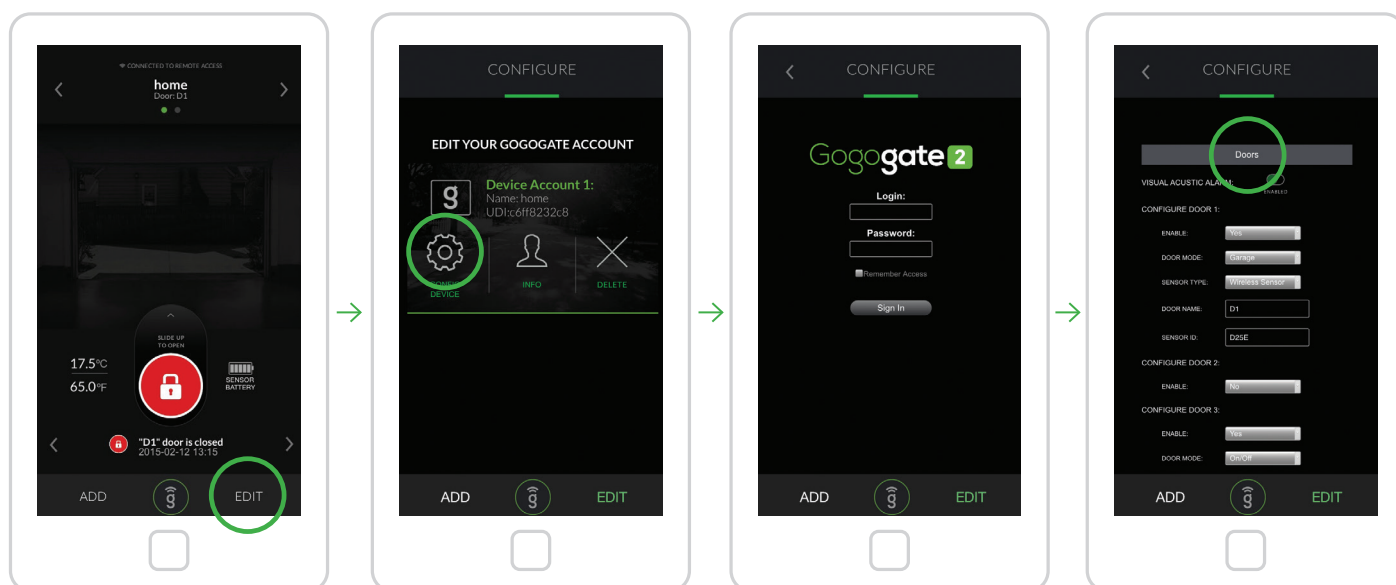 CONNECTED TO REMOTE ACCESS
home
Door: D1
SLIDE UP
TO OPEN
17.5°C
65.0°F
SENSOR
BATTERY
"D1" door is closed
2015-02-12 13:15
ADD
g
EDIT
CONFIGURE
EDIT YOUR GOGOGATE ACCOUNT
g
Device Account 1:
Name: home
UDI:c6ff8232c8
CONFIG
DEVICE
INFO
DELETE
ADD
g
EDIT
CONFIGURE
Gogogate 2
Login:
Password:
Remember Access
Sign In
ADD
g
EDIT
CONFIGURE
Doors
VISUAL ACUSTIC ALARM:
ENABLED
CONFIGURE DOOR 1:
ENABLE: Yes
DOOR MODE: Garage
SENSOR TYPE: Wireless Sensor
DOOR NAME: D1
SENSOR ID: D25E
CONFIGURE DOOR 2:
ENABLE: No
CONFIGURE DOOR 3:
ENABLE: Yes
DOOR MODE: On/Off
ADD
g
EDIT